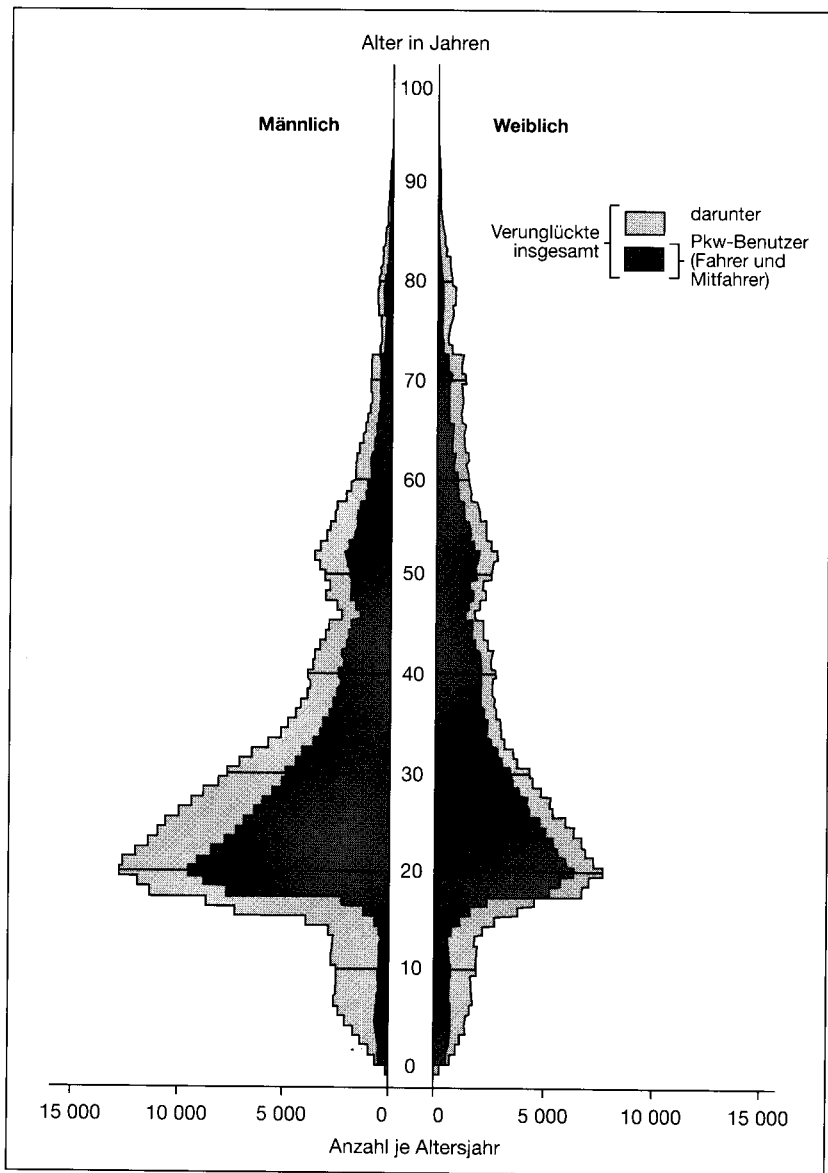 Alter in Jahren
100
Männlich
Weiblich
90
darunter
Verunglückte
insgesamt
Pkw-Benutzer
(Fahrer und
Mitfahrer)
80
70
60
50
40
30
20
10
0
15 000 10 000 5 000 0 0 5 000 10 000 15 000
Anzahl je Altersjahr